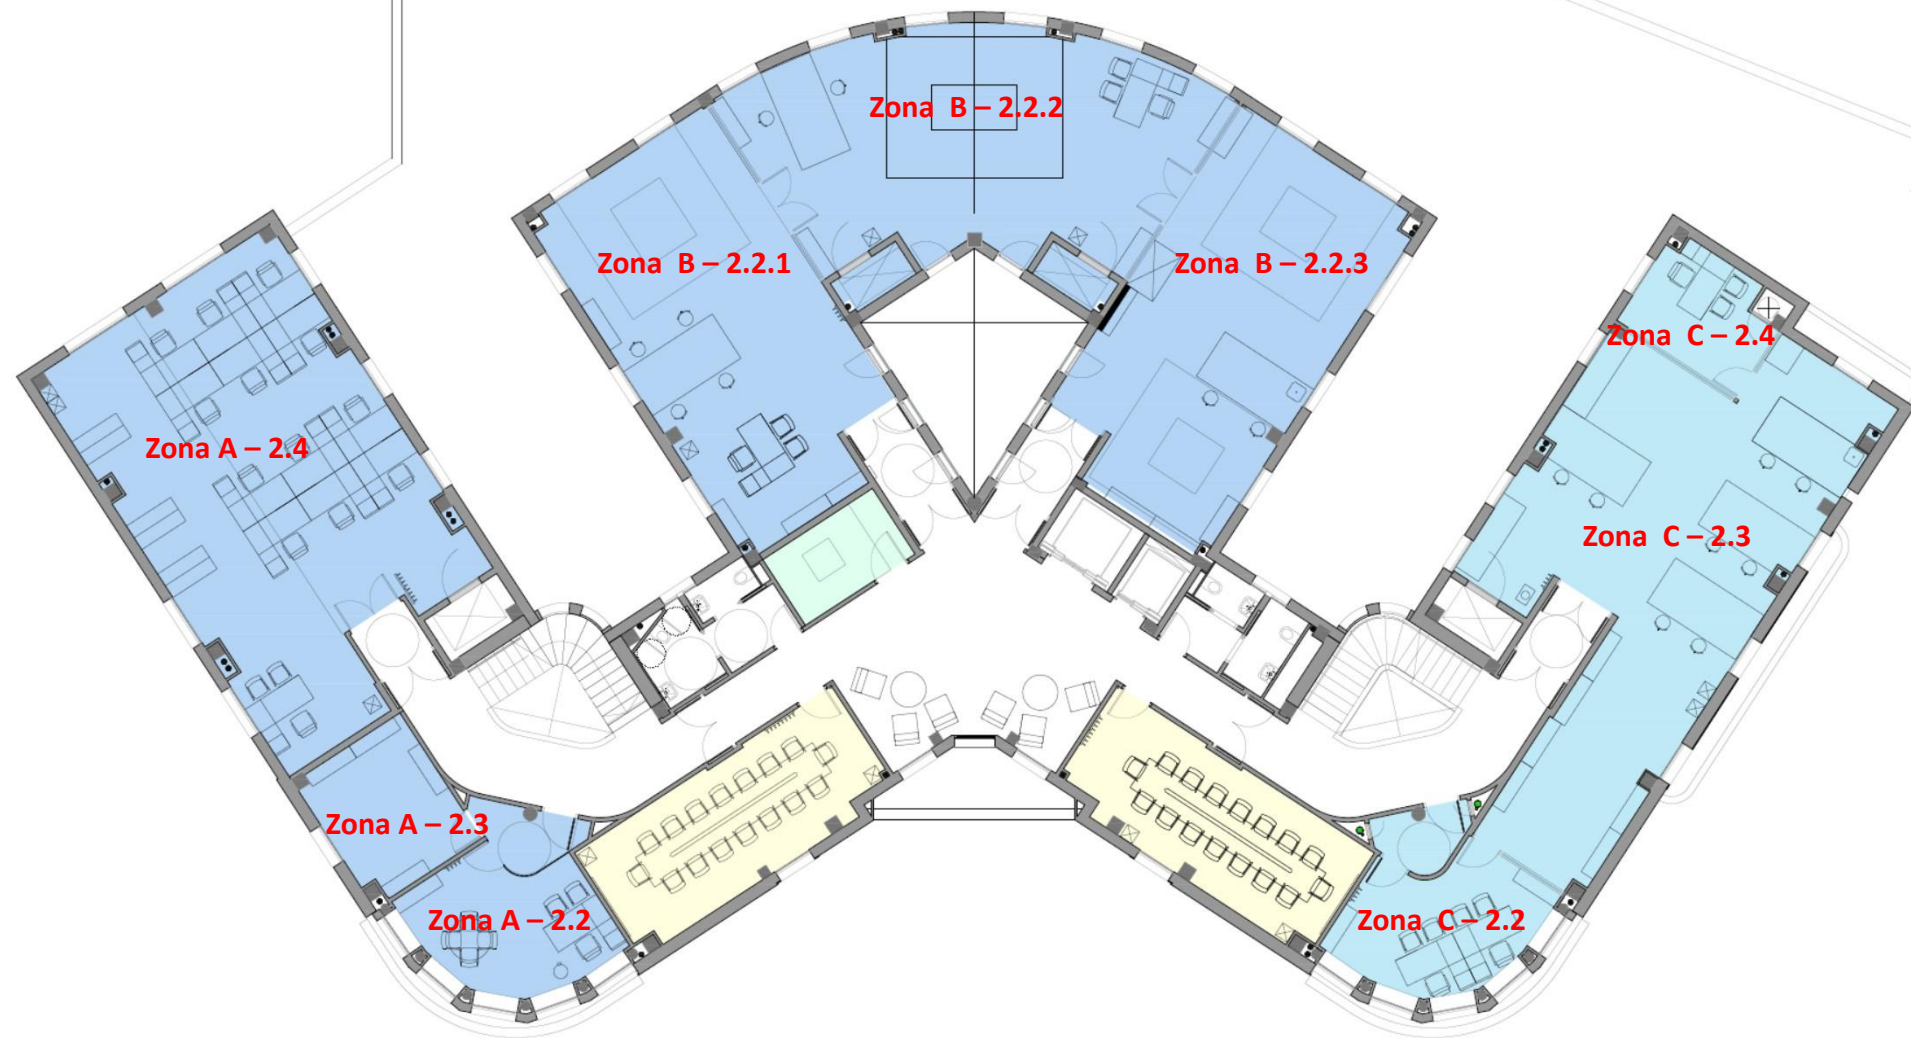 Zona B – 2.2.2
Zona B – 2.2.1
Zona B – 2.2.3
Zona C – 2.4
Zona A – 2.4
Zona C – 2.3
Zona A – 2.3
Zona A – 2.2
Zona C – 2.2